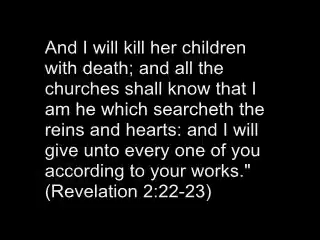 And I will kill her children
with death; and all the
churches shall know that I
am he which searcheth the
reins and hearts: and I will
give unto every one of you
according to your works."
(Revelation 2:22-23)